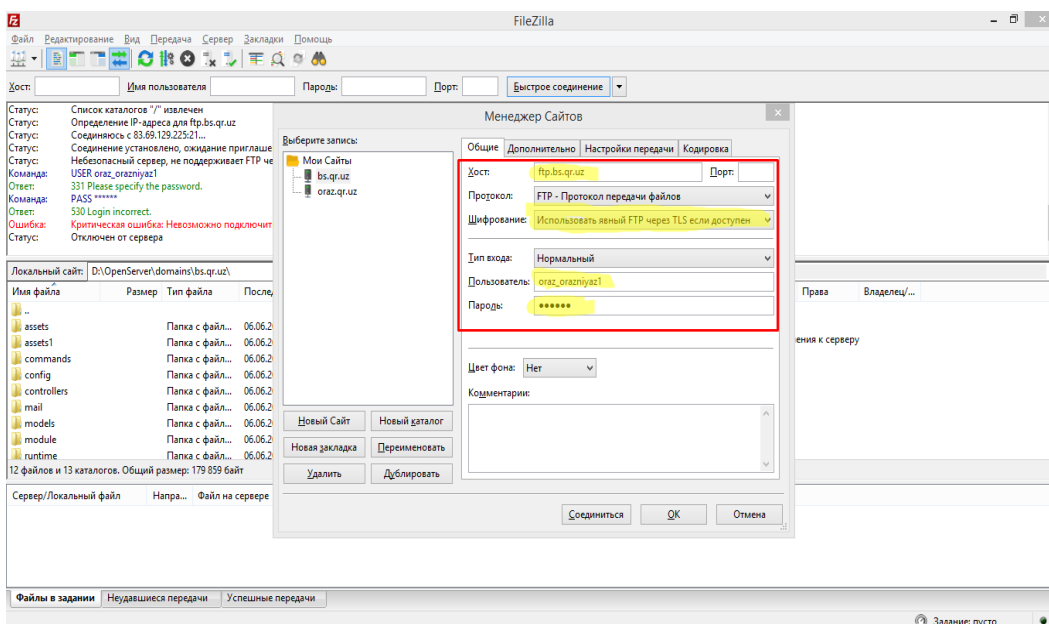 FileZilla
Файл Редактирование Вид Передача Сервер Закладки Помощь
Хост: Имя пользователя Пароль: Порт: Быстрое соединение
Статус: Список каталогов "/" извлечен
Статус: Определение IP-адреса для ftp.bs.qr.uz
Статус: Соединяюсь с 83.69.129.225:21...
Статус: Соединение установлено, ожидание приглаше
Статус: Небезопасный сервер, не поддерживает FTP че
Команда: USER oraz_orazniyaz1
Ответ: 331 Please specify the password.
Команда: PASS ******
Ответ: 530 Login incorrect.
Ошибка: Критическая ошибка: Невозможно подключит
Статус: Отключен от сервера
Локальный сайт: D:\OpenServer\domains\bs.qr.uz\
Имя файла Размер Тип файла Послед
..
assets Папка с файл... 06.06.2
assets1 Папка с файл... 06.06.2
commands Папка с файл... 06.06.2
config Папка с файл... 06.06.2
controllers Папка с файл... 06.06.2
mail Папка с файл... 06.06.2
models Папка с файл... 06.06.2
module Папка с файл... 06.06.2
runtime Папка с файл... 06.06.2
12 файлов и 13 каталогов. Общий размер: 179 859 байт
Сервер/Локальный файл Напра... Файл на сервере
Менеджер Сайтов
Выберите запись:
Мои Сайты
bs.qr.uz
oraz.qr.uz
Новый Сайт Новый каталог
Новая закладка Переименовать
Удалить Дублировать
Общие Дополнительно Настройки передачи Кодировка
Хост: ftp.bs.qr.uz Порт:
Протокол: FTP - Протокол передачи файлов
Шифрование: Использовать явный FTP через TLS если доступен
Тип входа: Нормальный
Пользователь: oraz_orazniyaz1
Пароль: ●●●●●●
Цвет фона: Нет
Комментарии:
Соединиться OK Отмена
Права Владелец/...
ения к серверу
Файлы в задании Неудавшиеся передачи Успешные передачи
Задание: пусто